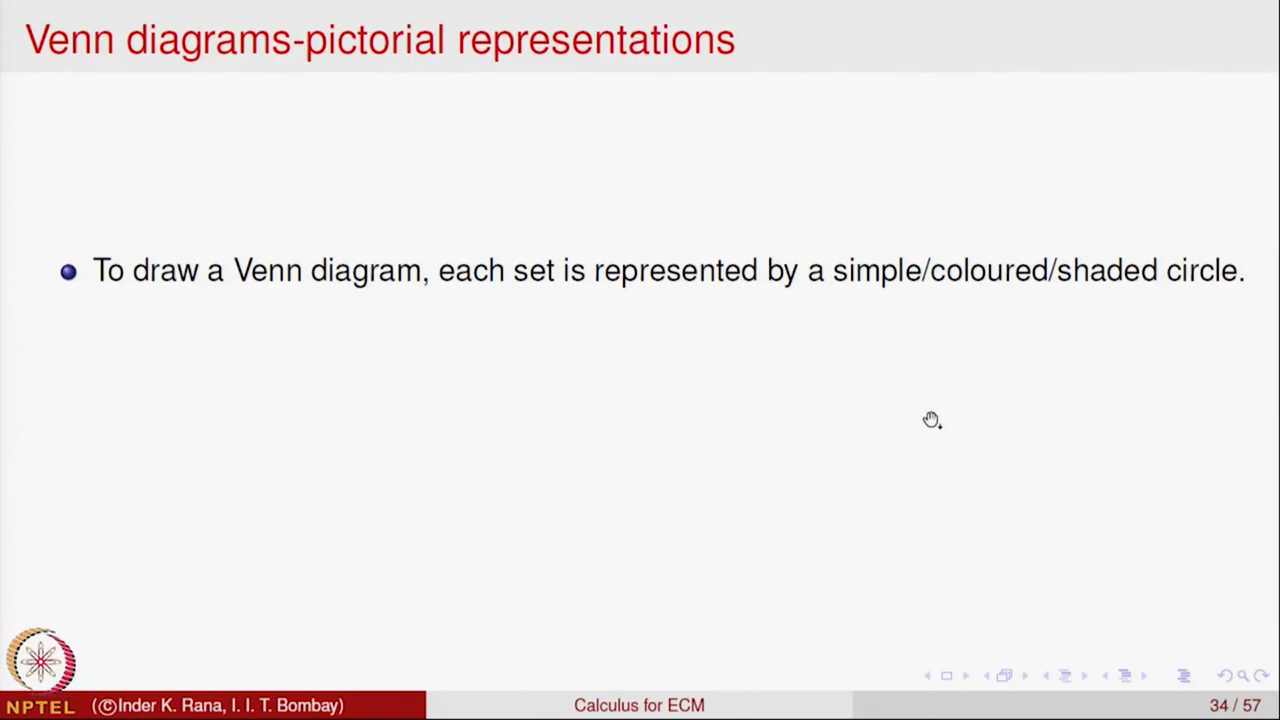 Venn diagrams-pictorial representations
To draw a Venn diagram, each set is represented by a simple/coloured/shaded circle.
NPTEL
(©Inder K. Rana, I. I. T. Bombay)
Calculus for ECM
34 / 57